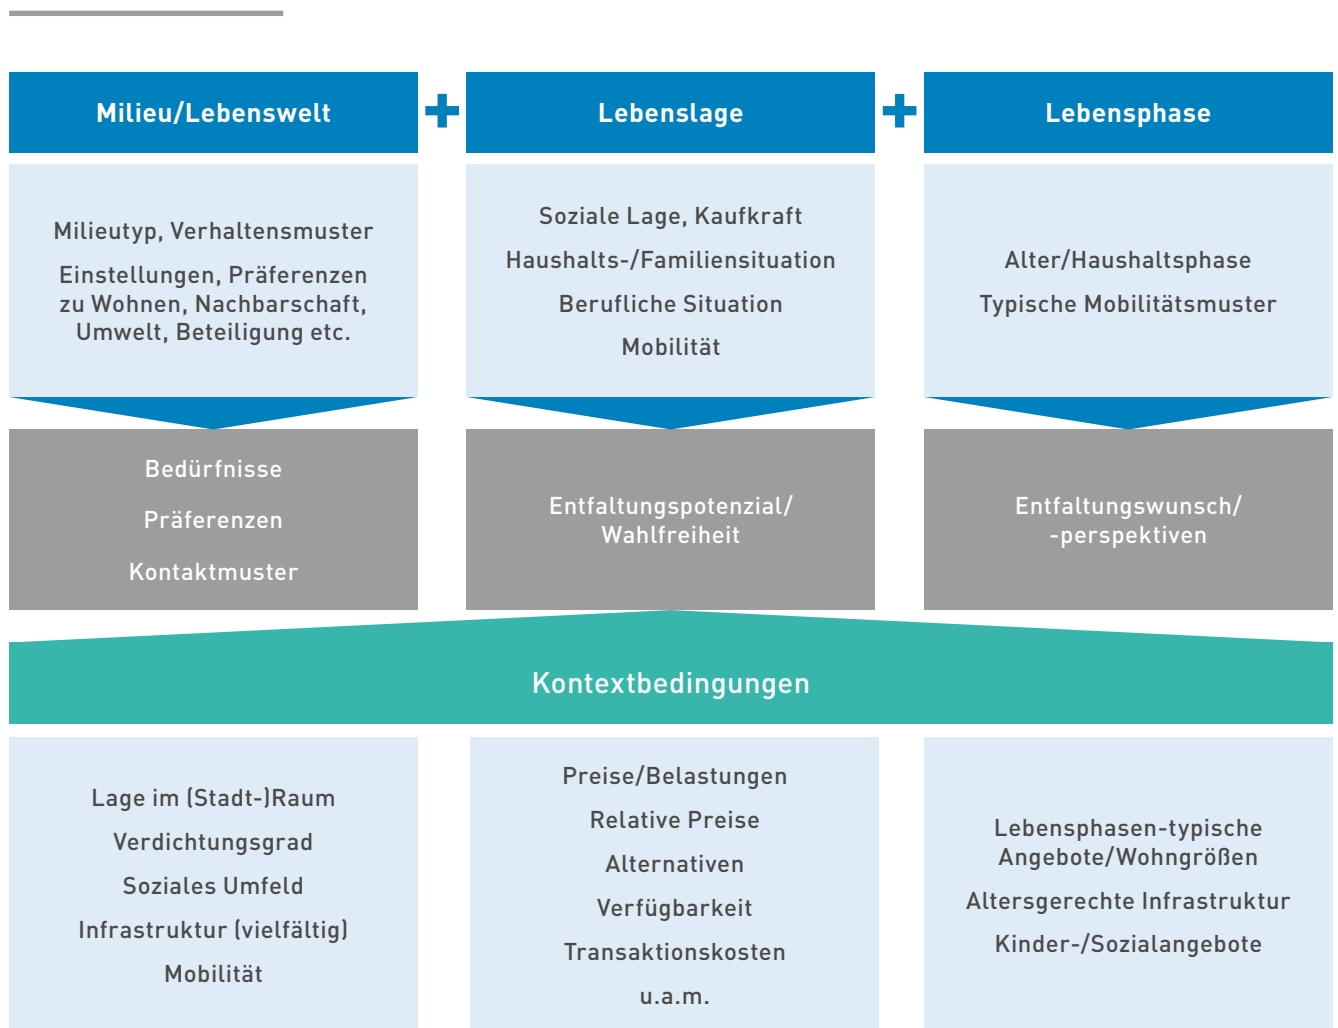 Milieu/Lebenswelt
+
Lebenslage
+
Lebensphase
Milieutyp, Verhaltensmuster
Einstellungen, Präferenzen
zu Wohnen, Nachbarschaft,
Umwelt, Beteiligung etc.
Soziale Lage, Kaufkraft
Haushalts-/Familiensituation
Berufliche Situation
Mobilität
Alter/Haushaltsphase
Typische Mobilitätsmuster
Bedürfnisse
Präferenzen
Kontaktmuster
Entfaltungspotenzial/
Wahlfreiheit
Entfaltungswunsch/
-perspektiven
Kontextbedingungen
Lage im (Stadt-)Raum
Verdichtungsgrad
Soziales Umfeld
Infrastruktur (vielfältig)
Mobilität
Preise/Belastungen
Relative Preise
Alternativen
Verfügbarkeit
Transaktionskosten
u.a.m.
Lebensphasen-typische
Angebote/Wohngrößen
Altersgerechte Infrastruktur
Kinder-/Sozialangebote